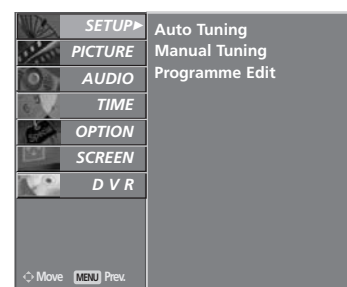 SETUP▶
PICTURE
AUDIO
TIME
OPTION
SCREEN
D V R
Auto Tuning
Manual Tuning
Programme Edit
Move MENU Prev.